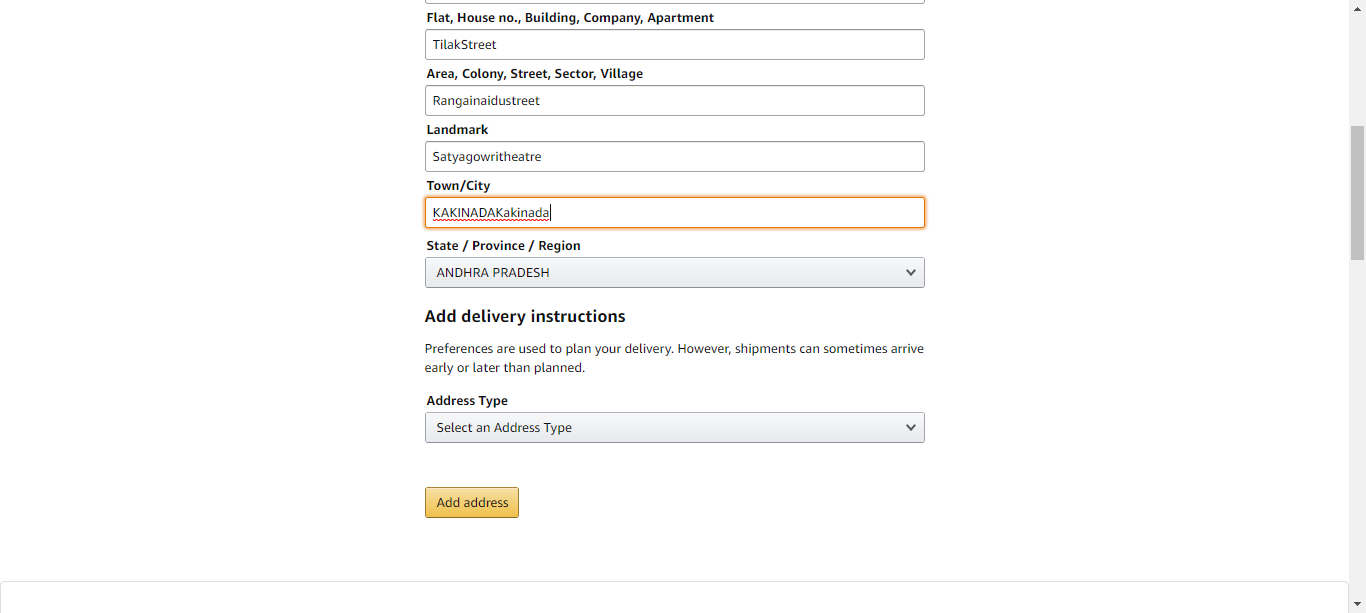 Flat, House no., Building, Company, Apartment
TilakStreet
Area, Colony, Street, Sector, Village
Rangainaidustreet
Landmark
Satyagowritheatre
Town/City
KAKINADAKakinada
State / Province / Region
ANDHRA PRADESH
Add delivery instructions
Preferences are used to plan your delivery. However, shipments can sometimes arrive
early or later than planned.
Address Type
Select an Address Type
Add address